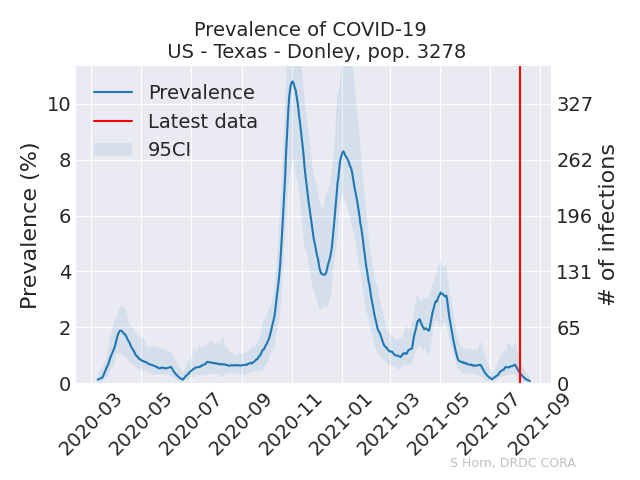 Prevalence of COVID-19
US - Texas - Donley, pop. 3278
Prevalence
Latest data
95CI
Prevalence (%)
10
8
6
4
2
0
327
262
196
131
65
0
# of infections
2020-03
2020-05
2020-07
2020-09
2020-11
2021-01
2021-03
2021-05
2021-07
2021-09
S Horn, DRDC CORA